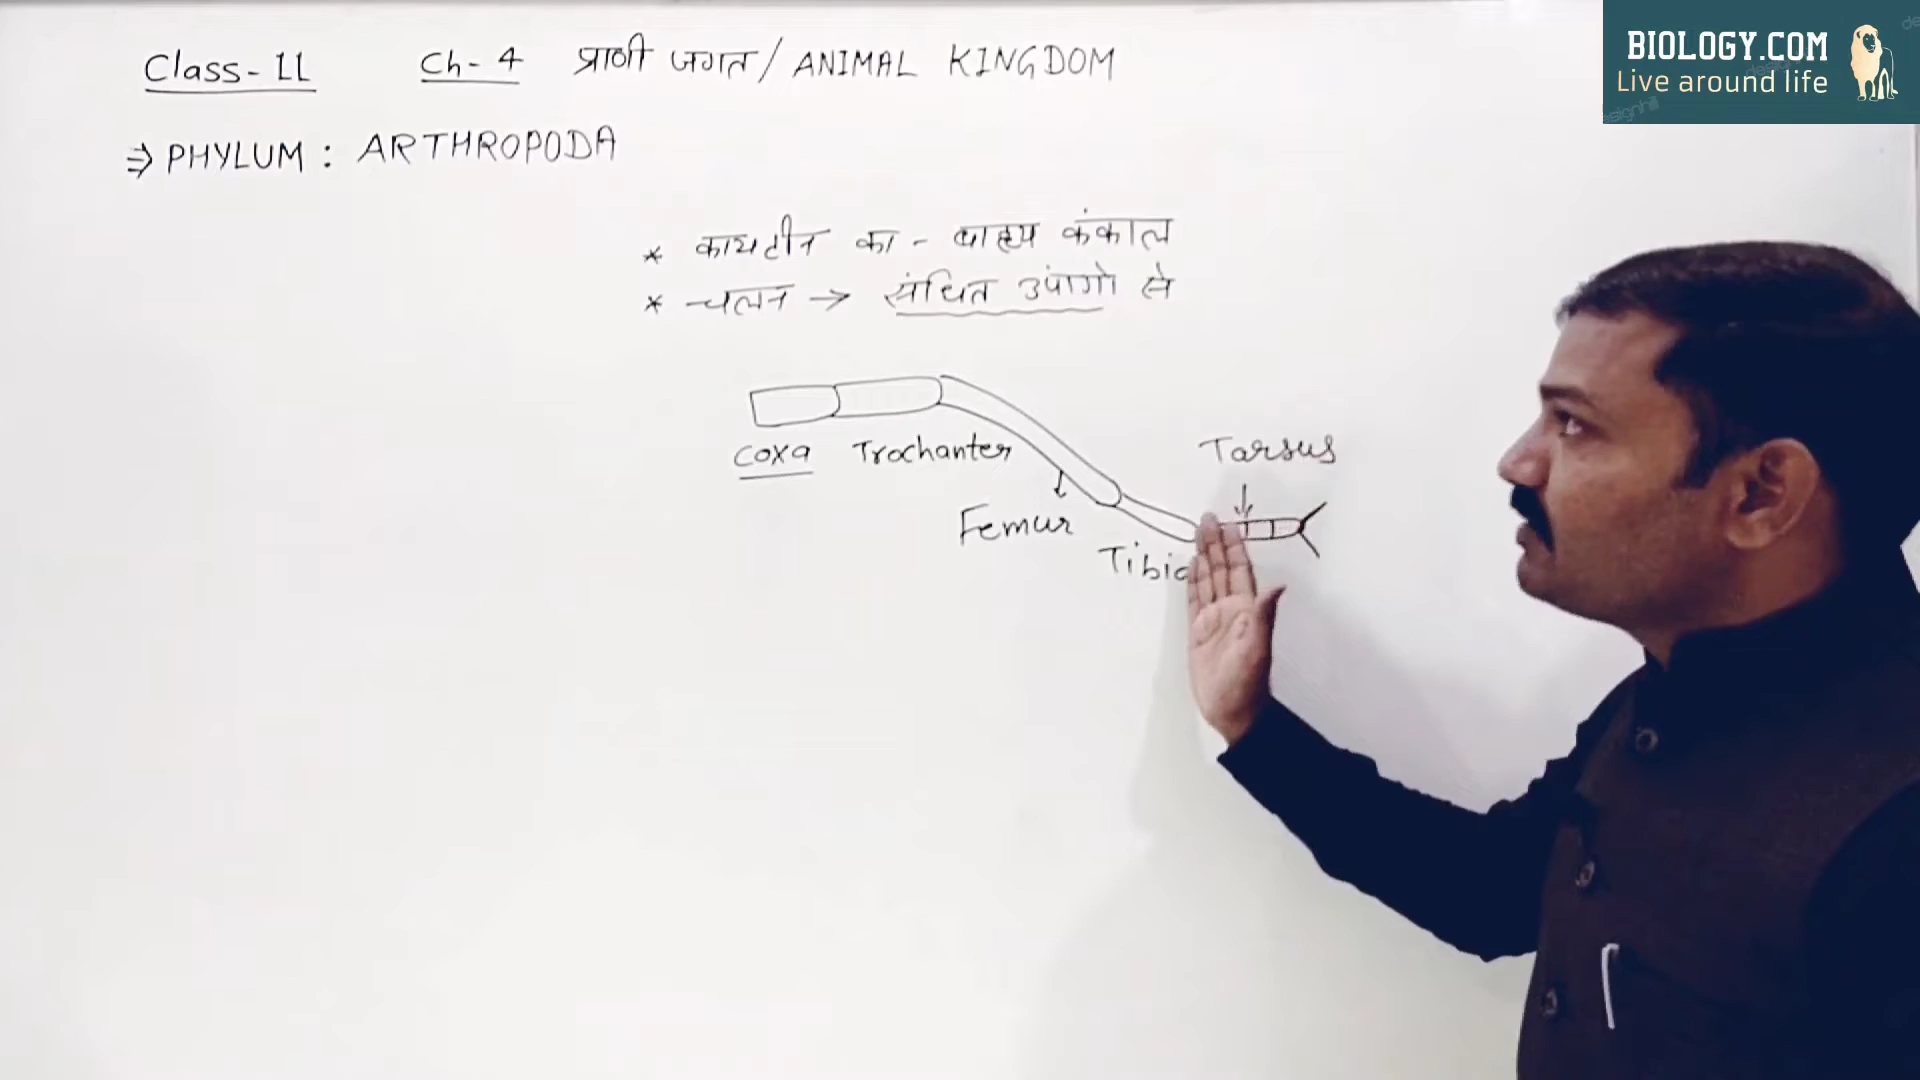 BIOLOGY.COM
Live around life
Class-11 Ch-4 प्राणी जगत/ ANIMAL KINGDOM
⇒ PHYLUM : ARTHROPODA
* कायटीन का - बाह्य कंकाल
* चलन → संधित उपांगो से
Coxa Trochanter
Tarsus
Femur
Tibia